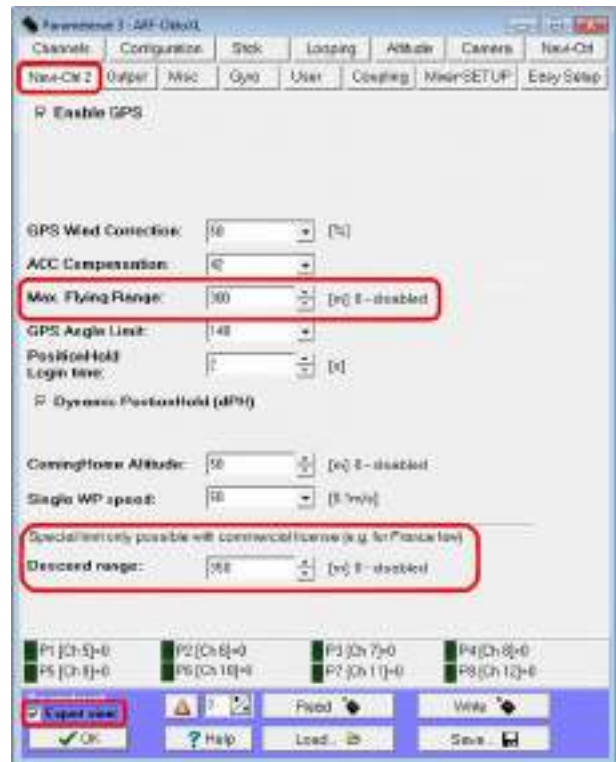 Channels Configuration Stick Looping Altitude Camera Navi-Ctrl
Navi-Ctrl 2 Output Misc Gyro User Coupling Mixer-SETUP Easy Setup
Enable GPS
GPS Wind Correction: 50 [%]
ACC Compensation: 42
Max. Flying Range: 300 [m] 0 - disabled
GPS Angle Limit: 140
PositionHold
Login time: 2 [s]
Dynamic PositionHold (dPH)
ComingHome Altitude: 50 [m] 0 - disabled
Single WP speed: 50 [0.1m/s]
Special limit only possible with commercial license (e.g. for France law)
Descend range: 350 [m] 0 - disabled
P1 [Ch 5]=0 P2 [Ch 6]=0 P3 [Ch 7]=0 P4 [Ch 8]=0
P5 [Ch 9]=0 P6 [Ch 10]=0 P7 [Ch 11]=0 P8 [Ch 12]=0
Expert view Read Write
OK ? Help Load... Save...